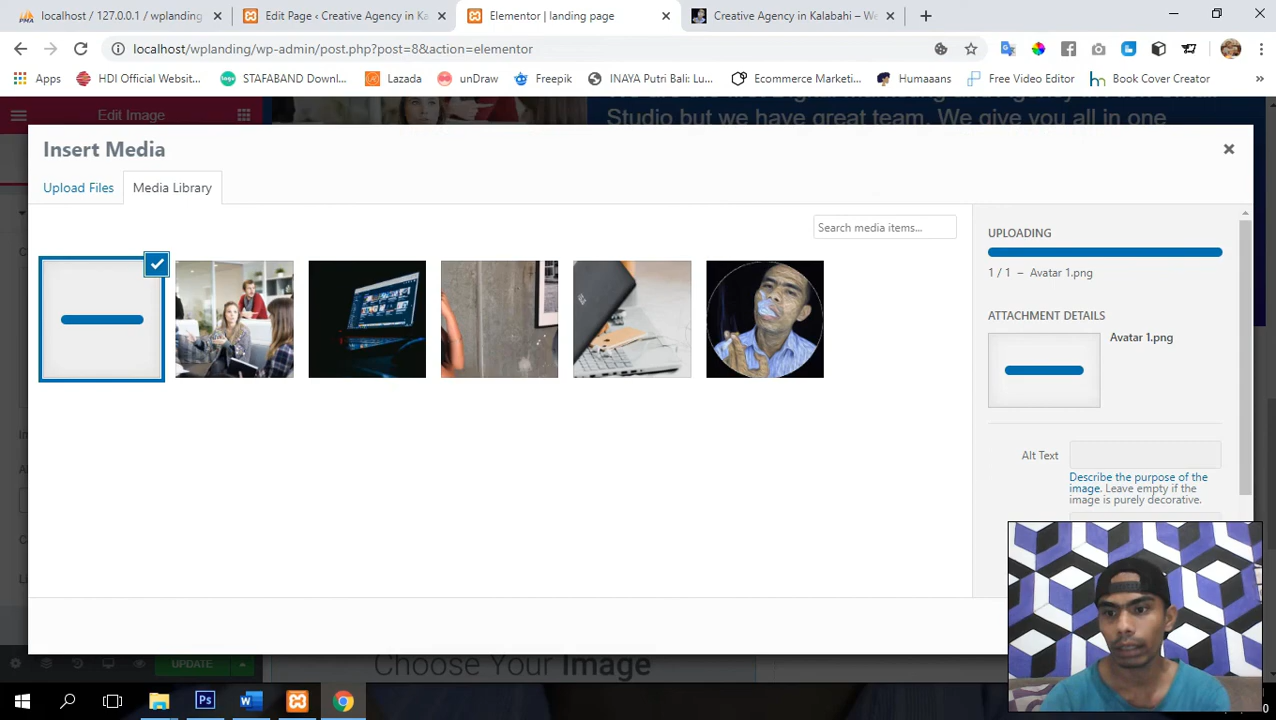 localhost / 127.0.0.1 / wplanding
Edit Page ‹ Creative Agency in Ka
Elementor | landing page
Creative Agency in Kalabahi – We
localhost/wplanding/wp-admin/post.php?post=8&action=elementor
Apps
HDI Official Websit...
STAFABAND Downl...
Lazada
unDraw
Freepik
INAYA Putri Bali: Lu...
Ecommerce Marketi...
Humaaans
Free Video Editor
Book Cover Creator
»
Edit Image
Studio but we have great team. We give you all in one
Insert Media
Upload Files
Media Library
Search media items...
UPLOADING
1 / 1 – Avatar 1.png
ATTACHMENT DETAILS
Avatar 1.png
Alt Text
Describe the purpose of the
image. Leave empty if the
image is purely decorative.
UPDATE
Choose Your Image
Ps